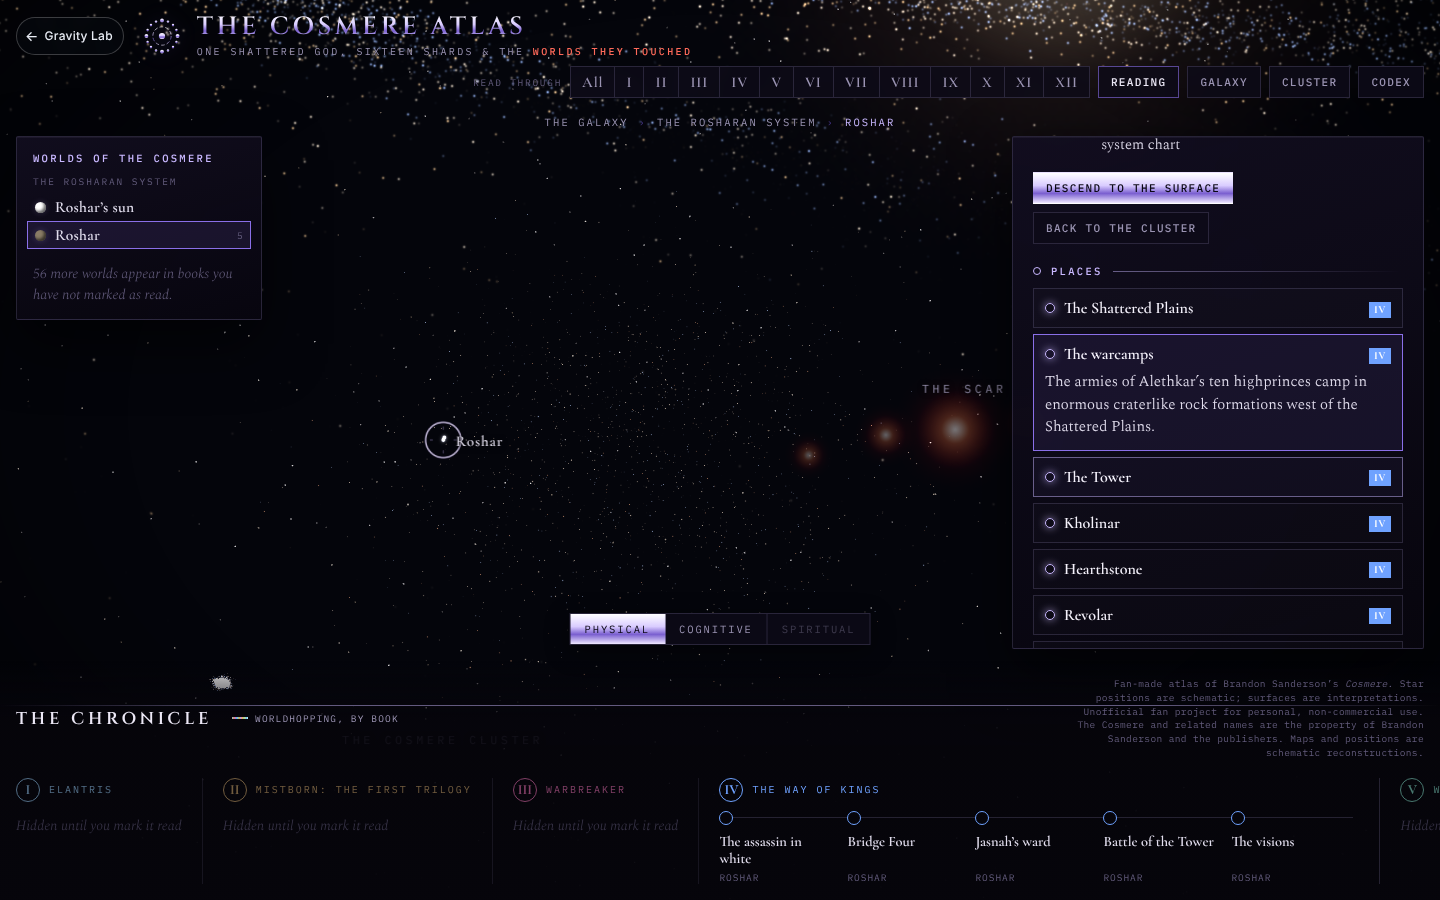 ← Gravity Lab
THE COSMERE ATLAS
ONE SHATTERED GOD, SIXTEEN SHARDS & THE WORLDS THEY TOUCHED
READ THROUGH All I II III IV V VI VII VIII IX X XI XII READING GALAXY CLUSTER CODEX
THE GALAXY THE ROSHARAN SYSTEM ROSHAR
WORLDS OF THE COSMERE
THE ROSHARAN SYSTEM
Roshar's sun
Roshar 5
56 more worlds appear in books you
have not marked as read.
system chart
DESCEND TO THE SURFACE
BACK TO THE CLUSTER
PLACES
The Shattered Plains IV
The warcamps IV
The armies of Alethkar's ten highprinces camp in
enormous craterlike rock formations west of the
Shattered Plains.
The Tower IV
Kholinar IV
Hearthstone IV
Revolar IV
THE SCAR
Roshar
PHYSICAL COGNITIVE SPIRITUAL
Fan-made atlas of Brandon Sanderson's Cosmere. Star
positions are schematic; surfaces are interpretations.
Unofficial fan project for personal, non-commercial use.
The Cosmere and related names are the property of Brandon
Sanderson and the publishers. Maps and positions are
schematic reconstructions.
THE CHRONICLE WORLDHOPPING, BY BOOK
THE COSMERE CLUSTER
I ELANTRIS
Hidden until you mark it read
II MISTBORN: THE FIRST TRILOGY
Hidden until you mark it read
III WARBREAKER
Hidden until you mark it read
IV THE WAY OF KINGS
The assassin in
white
ROSHAR
Bridge Four
ROSHAR
Jasnah's ward
ROSHAR
Battle of the Tower
ROSHAR
The visions
ROSHAR
V W
Hidden